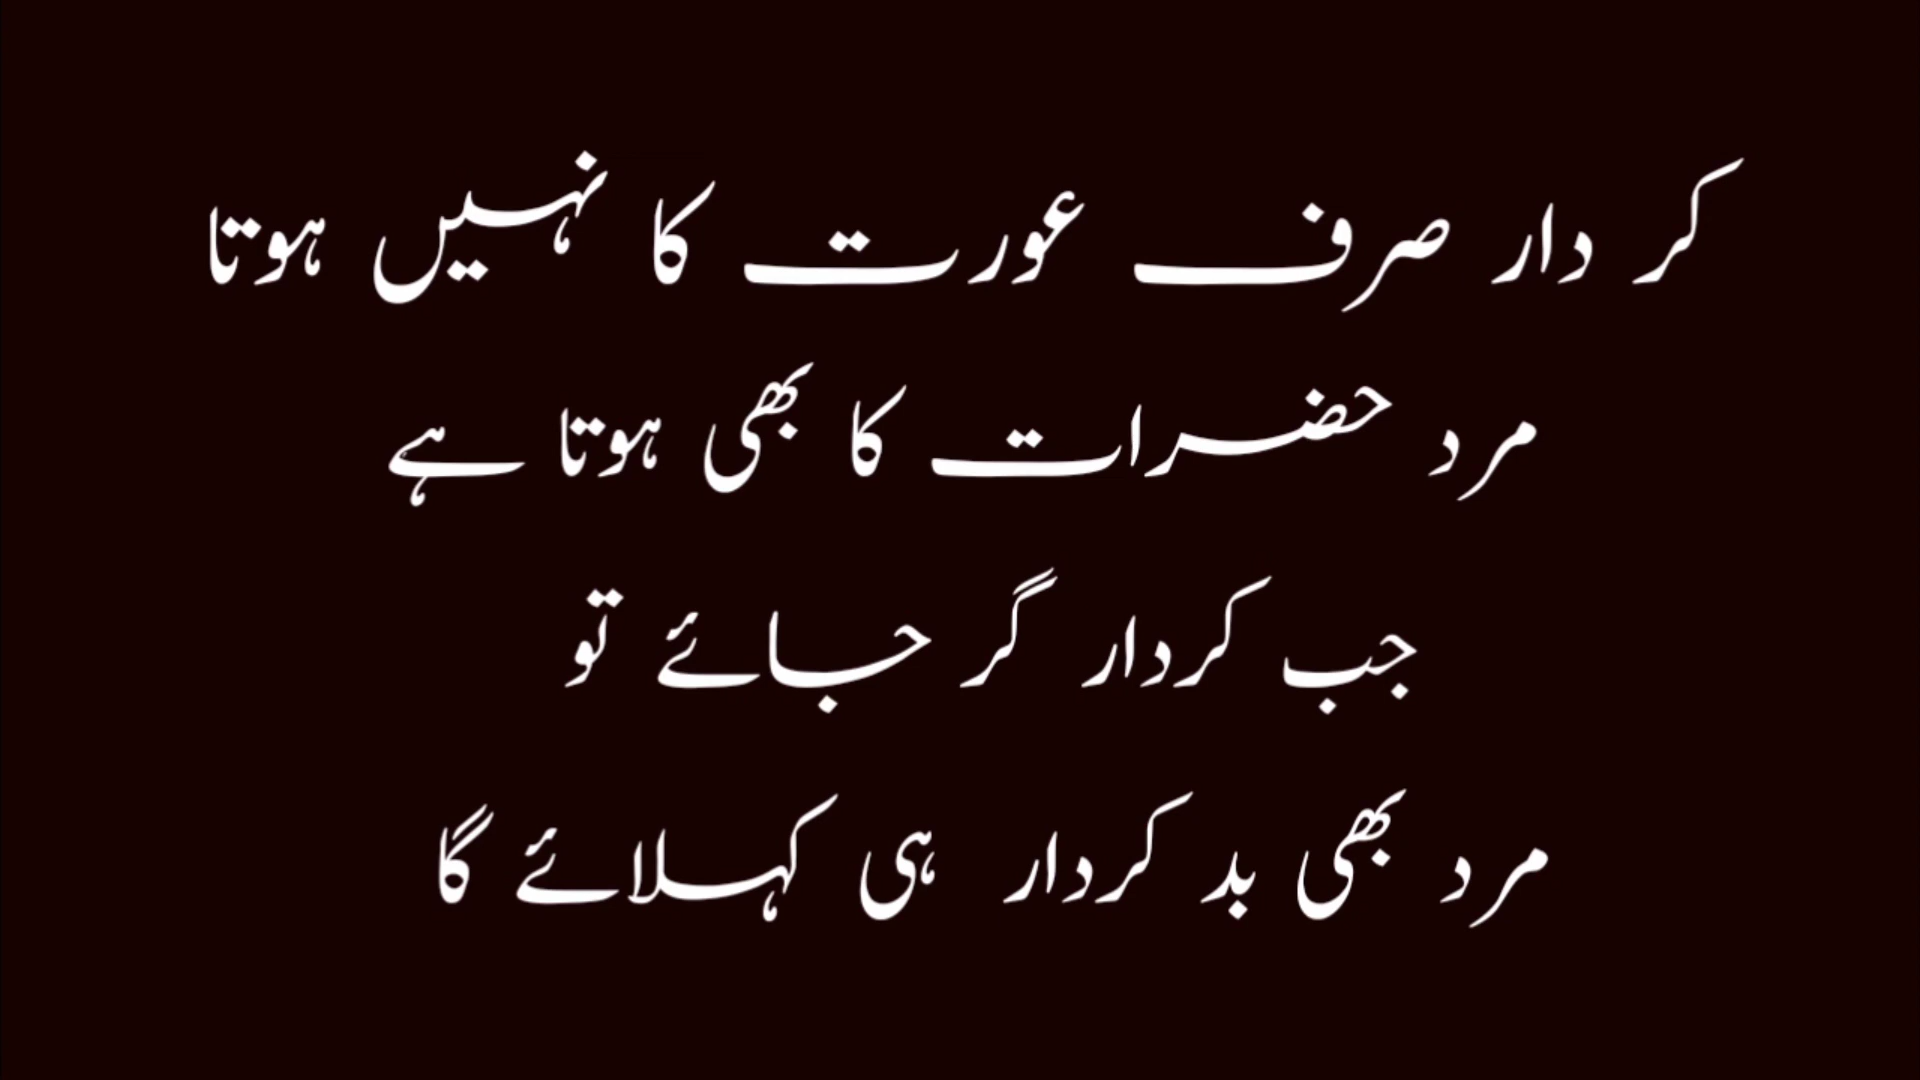 کر دار صرف عورت کا نہیں ہوتا
مرد حضرات کا بھی ہوتا ہے
جب کردار گر جائے تو
مرد بھی بد کردار ہی کہلائے گا